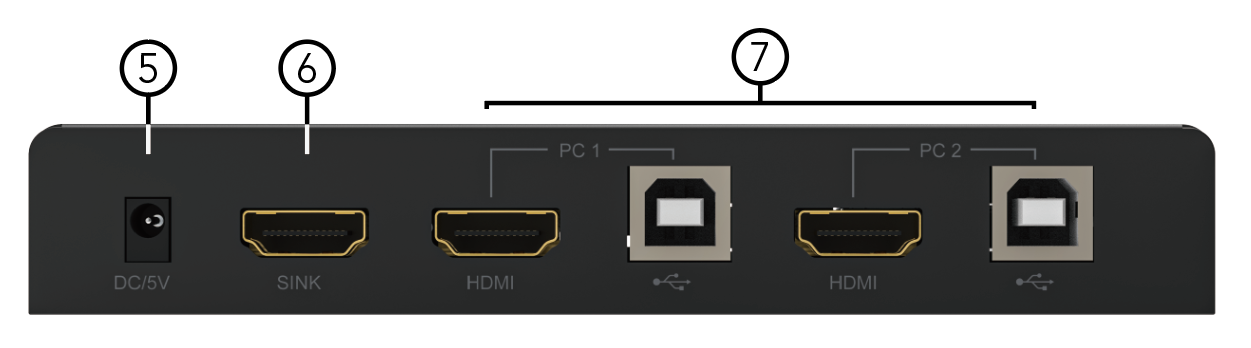 5
6
7
PC 1
PC 2
DC/5V
SINK
HDMI
HDMI